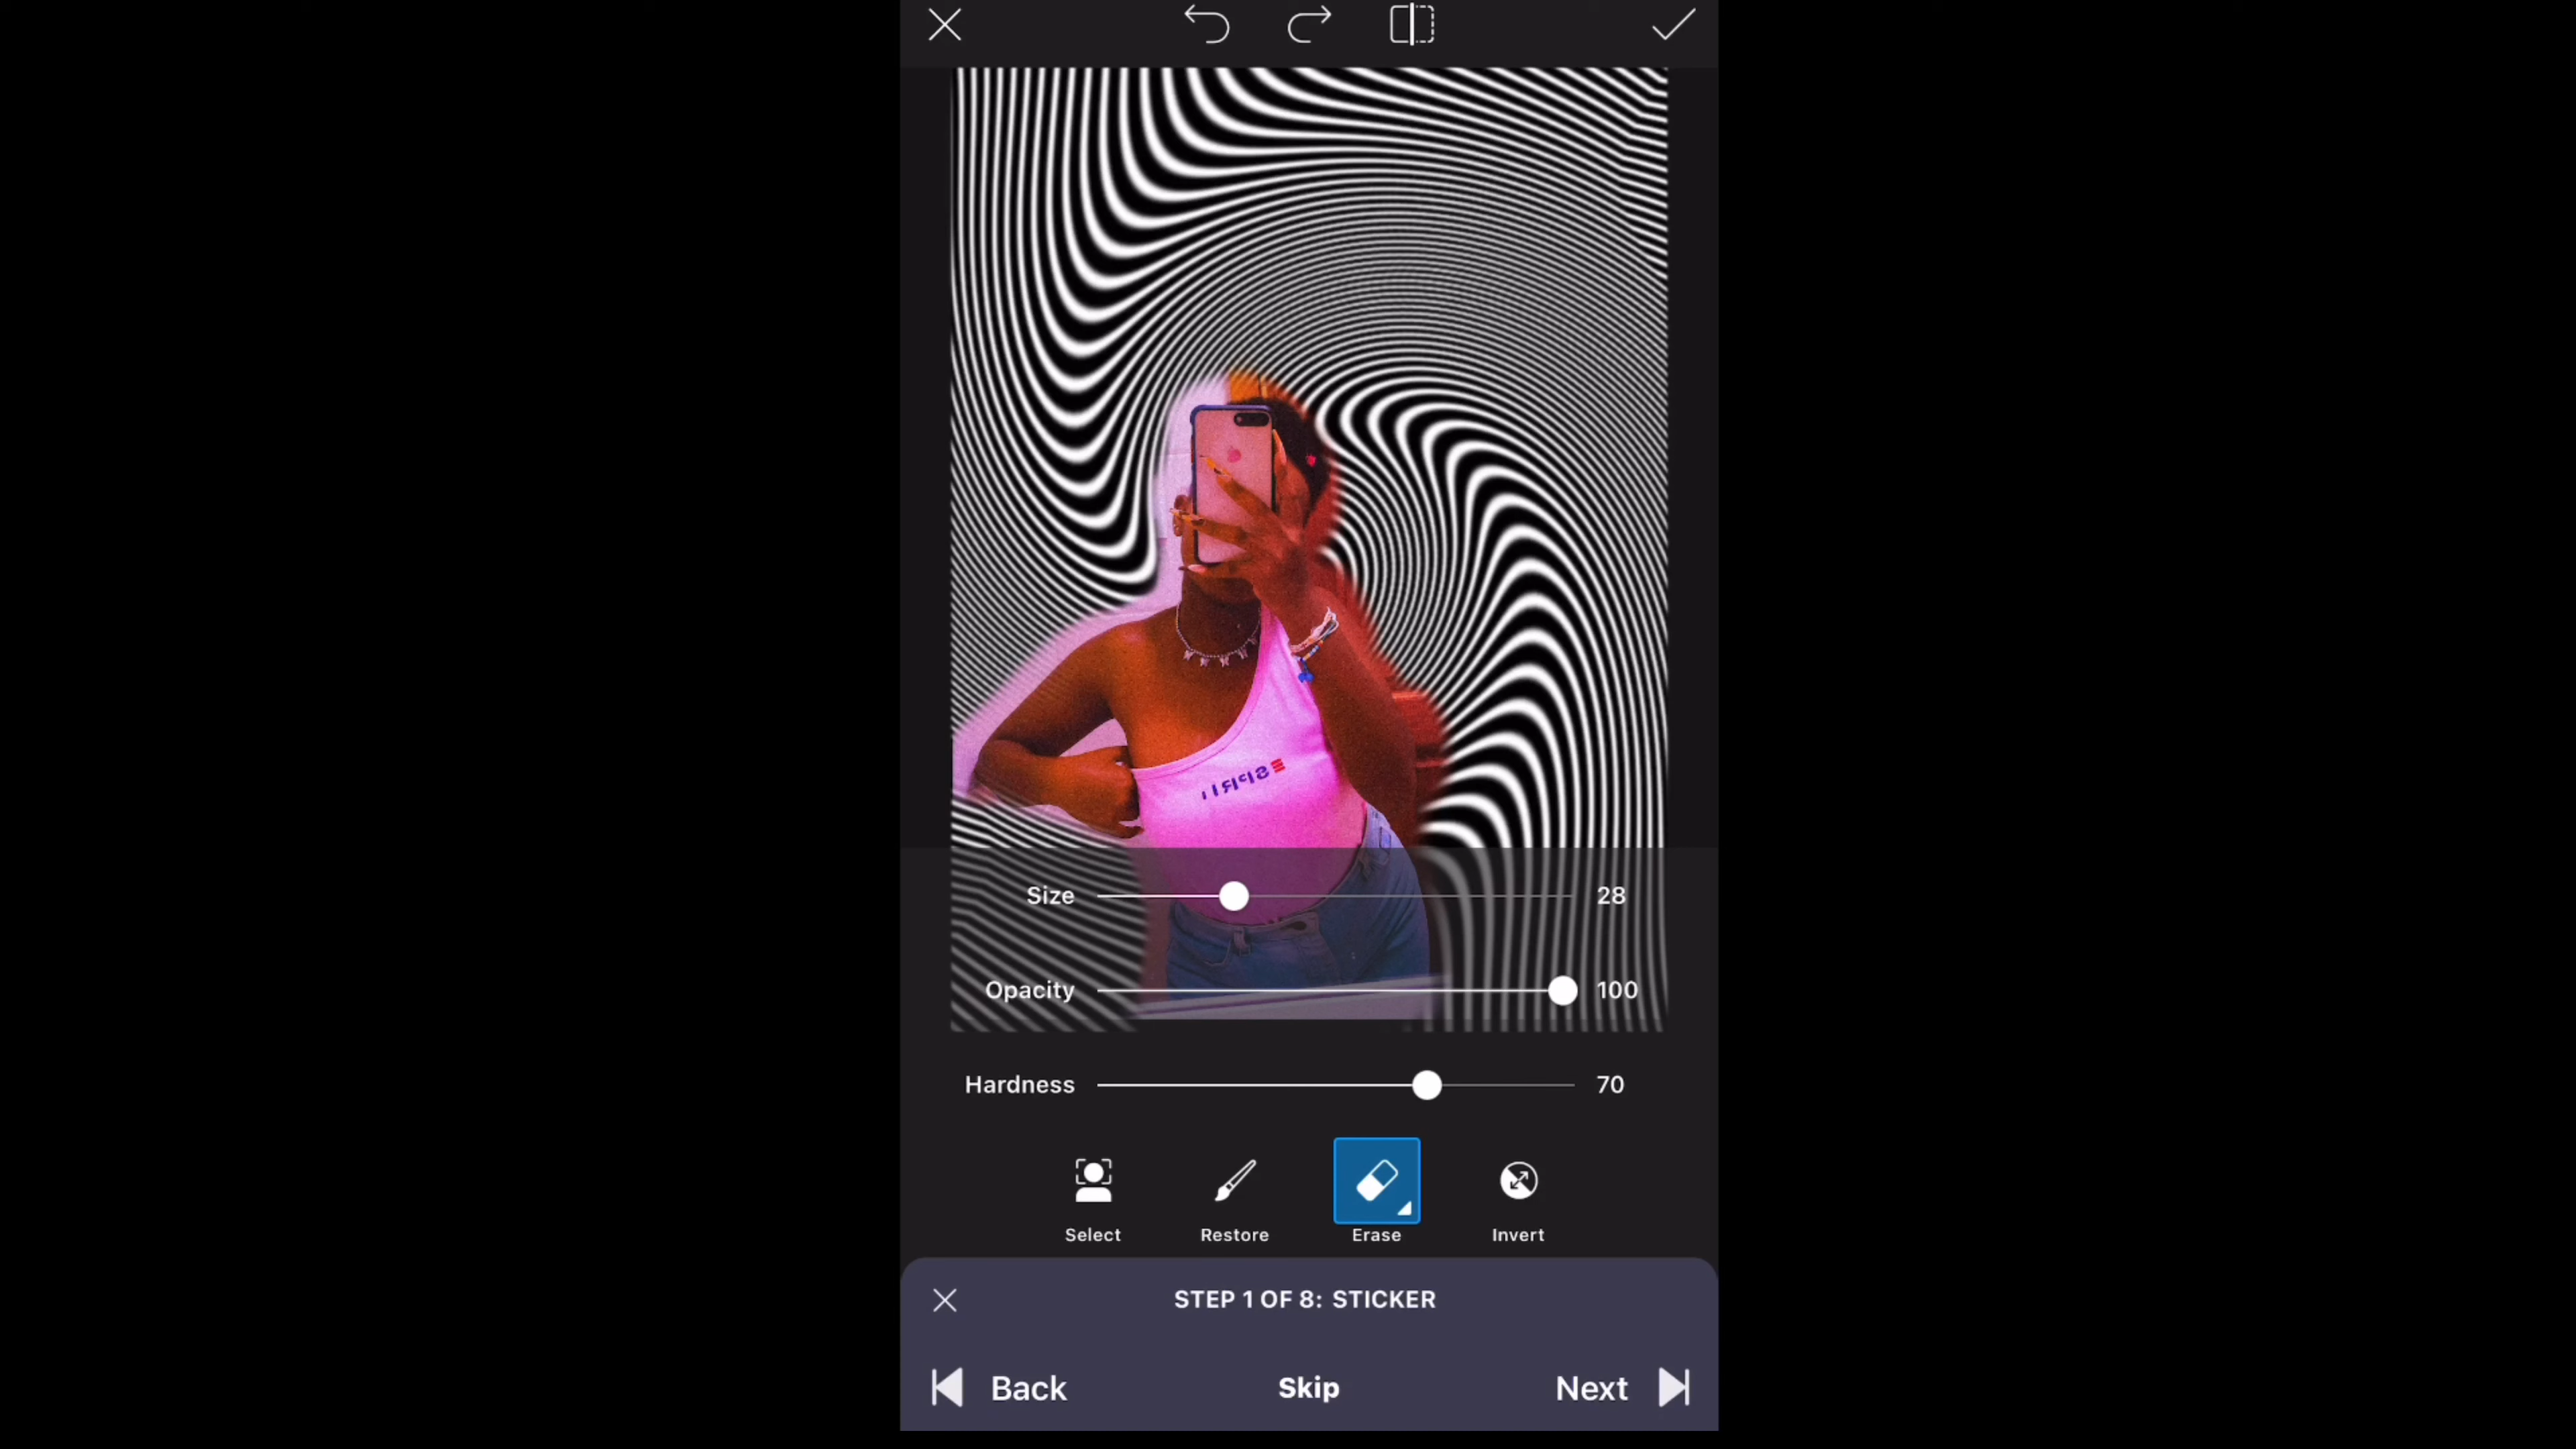 Size 28
Opacity 100
Hardness 70
Select Restore Erase Invert
STEP 1 OF 8: STICKER
Back Skip Next